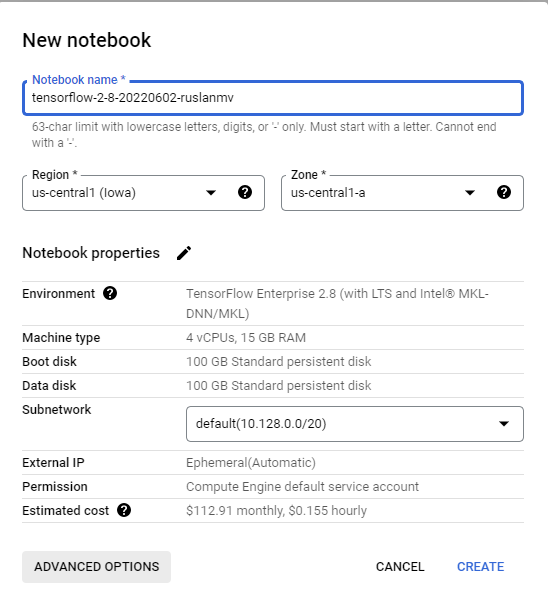 New notebook
Notebook name *
tensorflow-2-8-20220602-ruslanmv
63-char limit with lowercase letters, digits, or '-' only. Must start with a letter. Cannot end
with a '-'.
Region * Zone *
us-central1 (Iowa) ? us-central1-a ?
Notebook properties
Environment ? TensorFlow Enterprise 2.8 (with LTS and Intel® MKL-
DNN/MKL)
Machine type 4 vCPUs, 15 GB RAM
Boot disk 100 GB Standard persistent disk
Data disk 100 GB Standard persistent disk
Subnetwork default(10.128.0.0/20)
External IP Ephemeral(Automatic)
Permission Compute Engine default service account
Estimated cost ? $112.91 monthly, $0.155 hourly
ADVANCED OPTIONS CANCEL CREATE